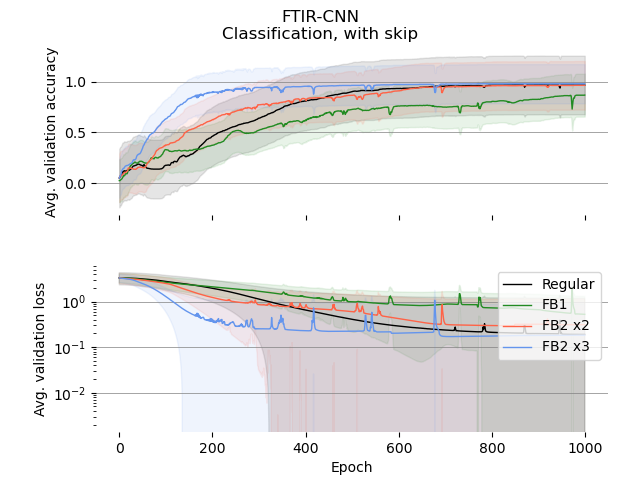 FTIR-CNN
Classification, with skip
Avg. validation accuracy
1.0
0.5
0.0
Avg. validation loss
10⁰
10⁻¹
10⁻²
Regular
FB1
FB2 x2
FB2 x3
0
200
400
600
800
1000
Epoch